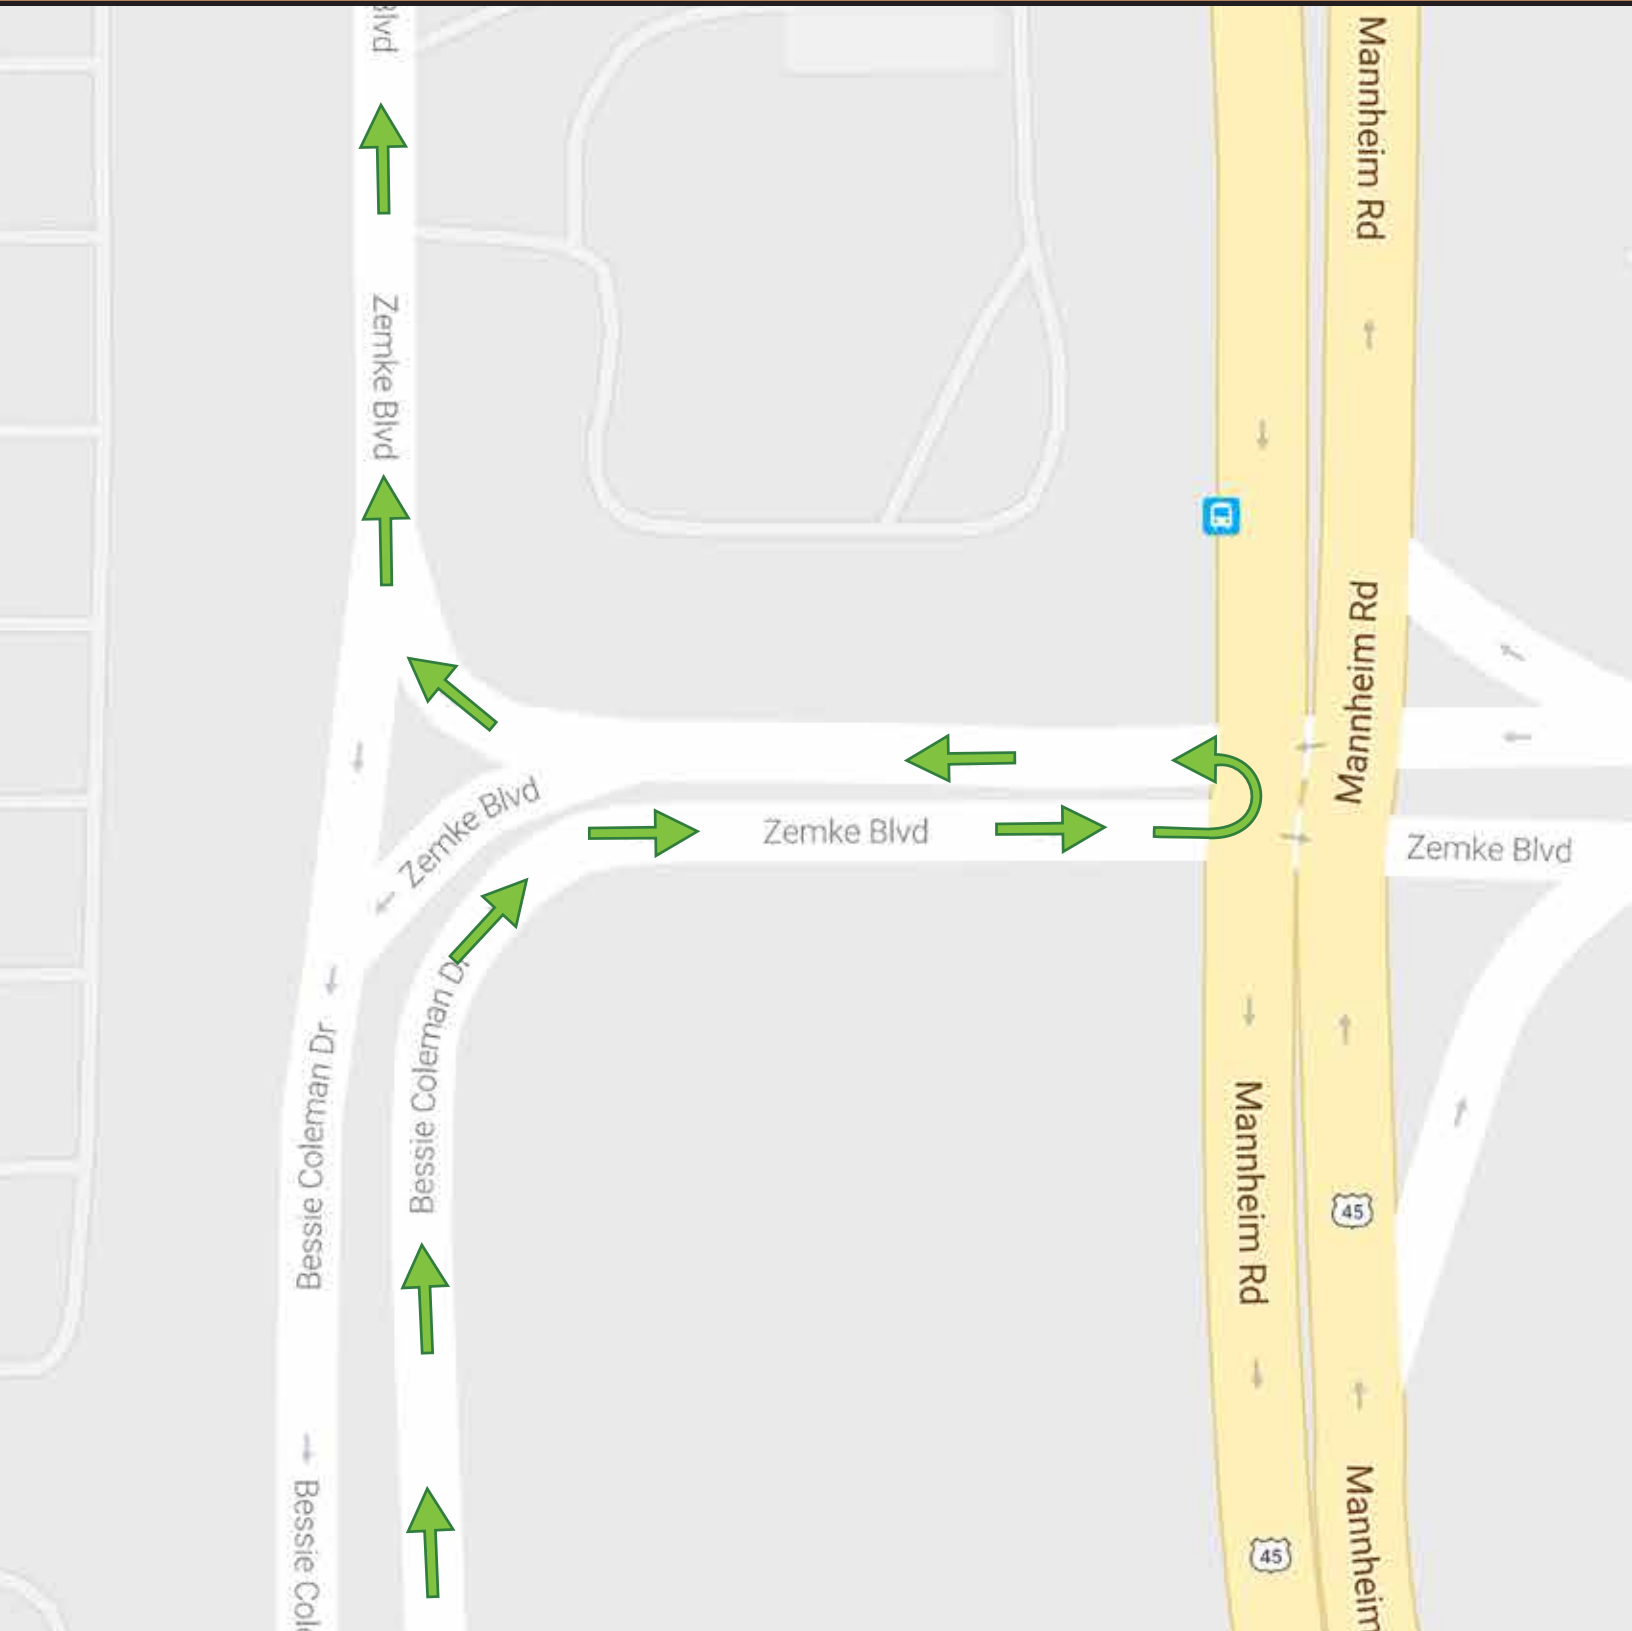 Blvd
Mannheim Rd
Zemke Blvd
Mannheim Rd
Zemke Blvd
Zemke Blvd
Zemke Blvd
Bessie Coleman Dr
Bessie Coleman Dr
Mannheim Rd
45
Bessie Col
Mannheim
45